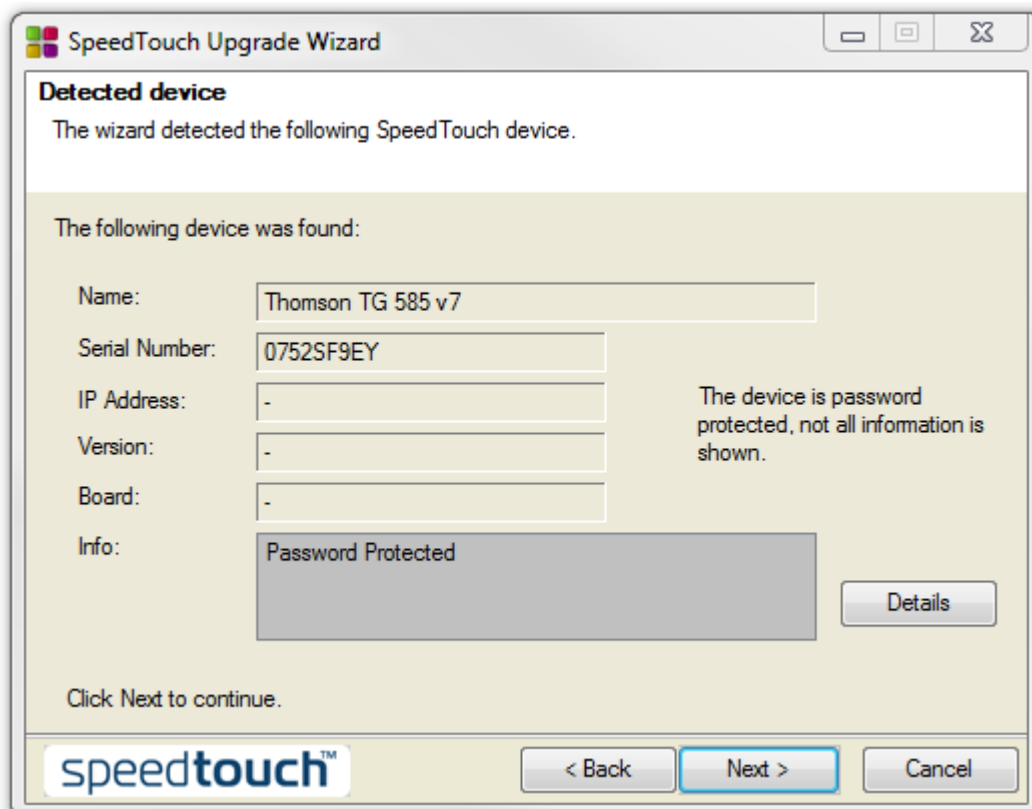 SpeedTouch Upgrade Wizard
Detected device
The wizard detected the following SpeedTouch device.
The following device was found:
Name:
Thomson TG 585 v7
Serial Number:
0752SF9EY
IP Address:
-
The device is password
protected, not all information is
shown.
Version:
-
Board:
-
Info:
Password Protected
Details
Click Next to continue.
speedtouch™
< Back
Next >
Cancel